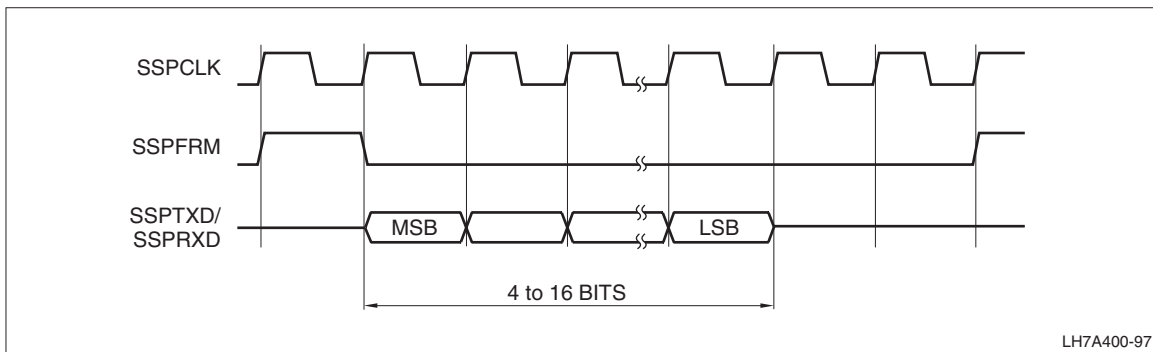 SSPCLK
SSPFRM
SSPTXD/
SSPRXD
MSB
LSB
4 to 16 BITS
LH7A400-97